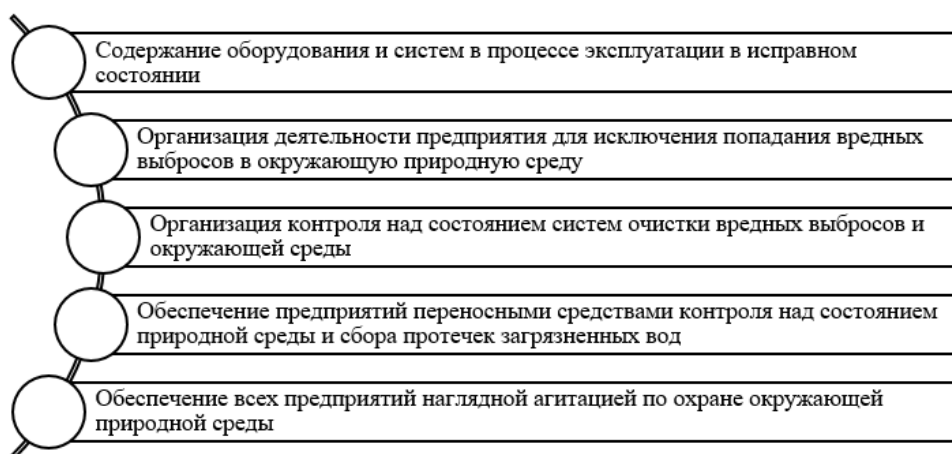 Содержание оборудования и систем в процессе эксплуатации в исправном
состоянии
Организация деятельности предприятия для исключения попадания вредных
выбросов в окружающую природную среду
Организация контроля над состоянием систем очистки вредных выбросов и
окружающей среды
Обеспечение предприятий переносными средствами контроля над состоянием
природной среды и сбора протечек загрязненных вод
Обеспечение всех предприятий наглядной агитацией по охране окружающей
природной среды